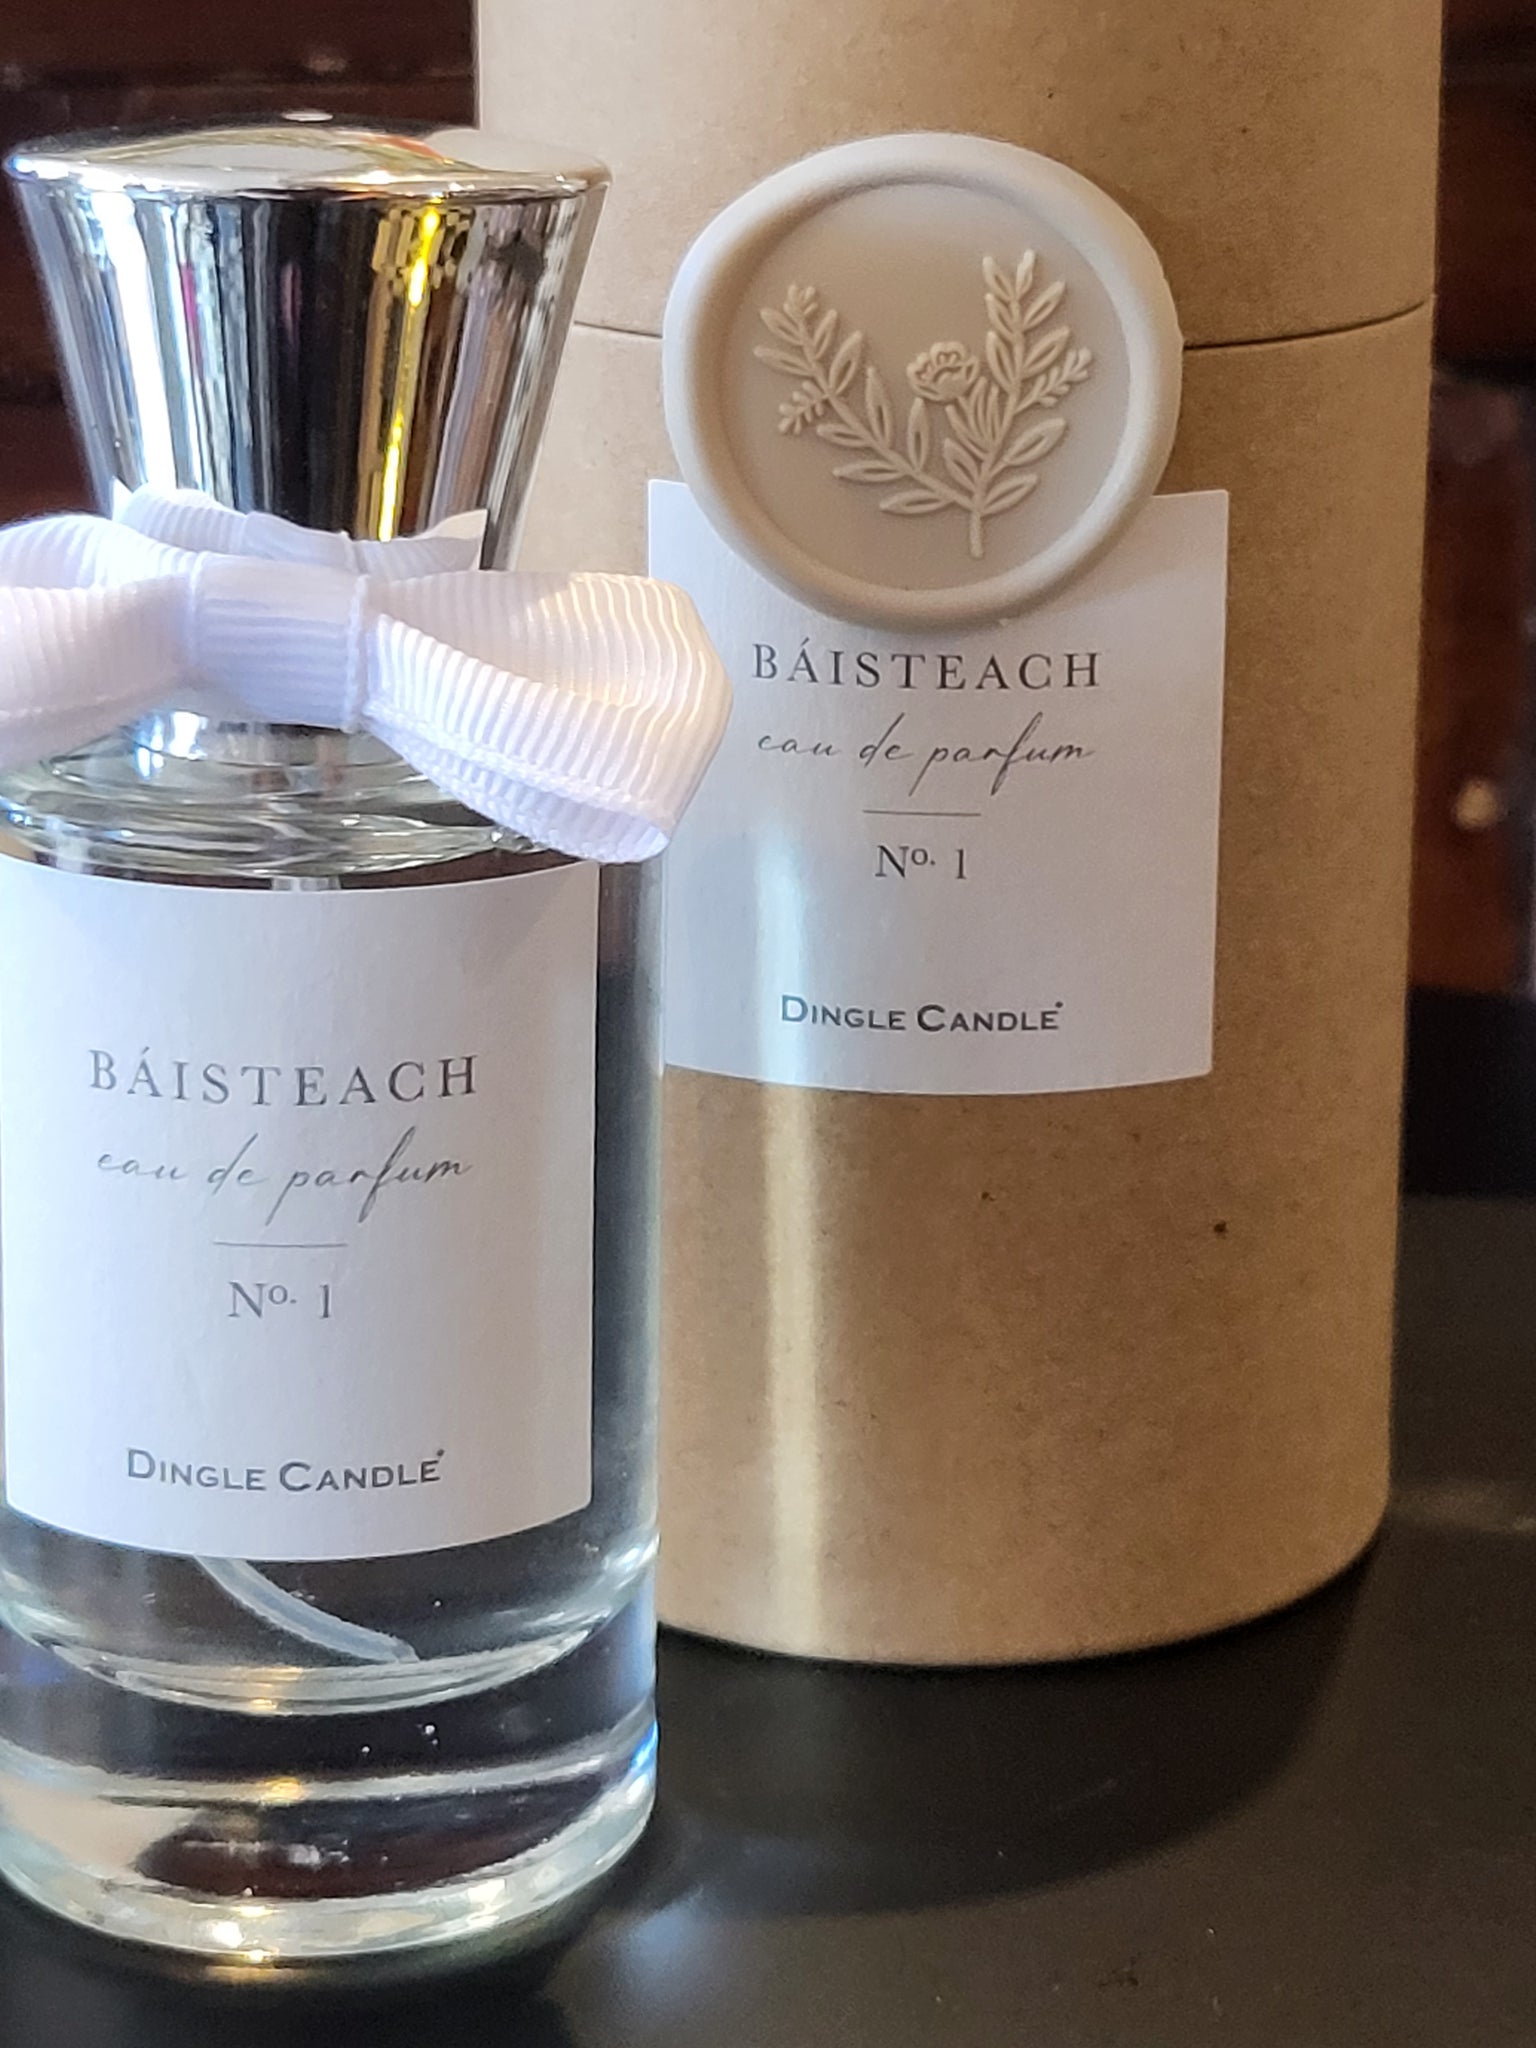 BÁISTEACH
eau de parfum
No. 1
DINGLE CANDLE
BÁISTEACH
eau de parfum
No. 1
DINGLE CANDLE